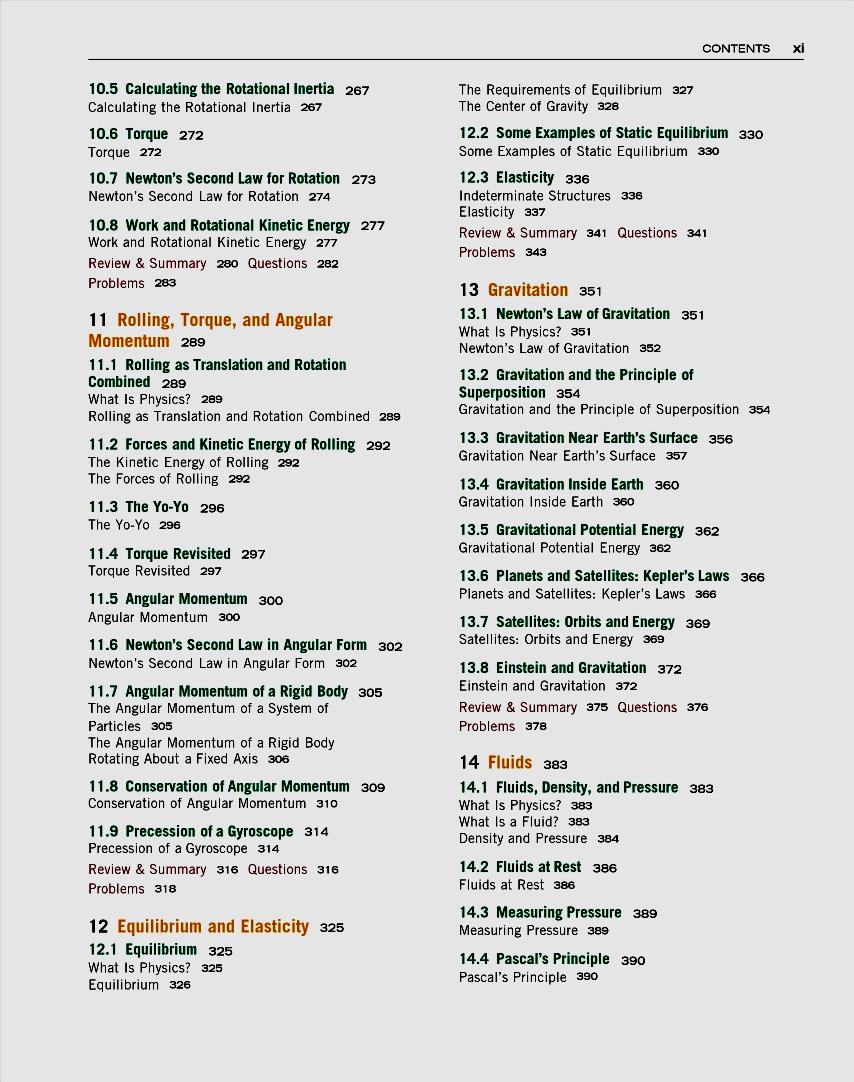 CONTENTS xi
10.5 Calculating the Rotational Inertia 267
Calculating the Rotational Inertia 267
10.6 Torque 272
Torque 272
10.7 Newton's Second Law for Rotation 273
Newton's Second Law for Rotation 274
10.8 Work and Rotational Kinetic Energy 277
Work and Rotational Kinetic Energy 277
Review & Summary 280 Questions 282
Problems 283
11 Rolling, Torque, and Angular
Momentum 289
11.1 Rolling as Translation and Rotation
Combined 289
What Is Physics? 289
Rolling as Translation and Rotation Combined 289
11.2 Forces and Kinetic Energy of Rolling 292
The Kinetic Energy of Rolling 292
The Forces of Rolling 292
11.3 The Yo-Yo 296
The Yo-Yo 296
11.4 Torque Revisited 297
Torque Revisited 297
11.5 Angular Momentum 300
Angular Momentum 300
11.6 Newton's Second Law in Angular Form 302
Newton's Second Law in Angular Form 302
11.7 Angular Momentum of a Rigid Body 305
The Angular Momentum of a System of
Particles 305
The Angular Momentum of a Rigid Body
Rotating About a Fixed Axis 306
11.8 Conservation of Angular Momentum 309
Conservation of Angular Momentum 310
11.9 Precession of a Gyroscope 314
Precession of a Gyroscope 314
Review & Summary 316 Questions 316
Problems 318
12 Equilibrium and Elasticity 325
12.1 Equilibrium 325
What Is Physics? 325
Equilibrium 326
The Requirements of Equilibrium 327
The Center of Gravity 328
12.2 Some Examples of Static Equilibrium 330
Some Examples of Static Equilibrium 330
12.3 Elasticity 336
Indeterminate Structures 336
Elasticity 337
Review & Summary 341 Questions 341
Problems 343
13 Gravitation 351
13.1 Newton's Law of Gravitation 351
What Is Physics? 351
Newton's Law of Gravitation 352
13.2 Gravitation and the Principle of
Superposition 354
Gravitation and the Principle of Superposition 354
13.3 Gravitation Near Earth's Surface 356
Gravitation Near Earth's Surface 357
13.4 Gravitation Inside Earth 360
Gravitation Inside Earth 360
13.5 Gravitational Potential Energy 362
Gravitational Potential Energy 362
13.6 Planets and Satellites: Kepler's Laws 366
Planets and Satellites: Kepler's Laws 366
13.7 Satellites: Orbits and Energy 369
Satellites: Orbits and Energy 369
13.8 Einstein and Gravitation 372
Einstein and Gravitation 372
Review & Summary 375 Questions 376
Problems 378
14 Fluids 383
14.1 Fluids, Density, and Pressure 383
What Is Physics? 383
What Is a Fluid? 383
Density and Pressure 384
14.2 Fluids at Rest 386
Fluids at Rest 386
14.3 Measuring Pressure 389
Measuring Pressure 389
14.4 Pascal's Principle 390
Pascal's Principle 390